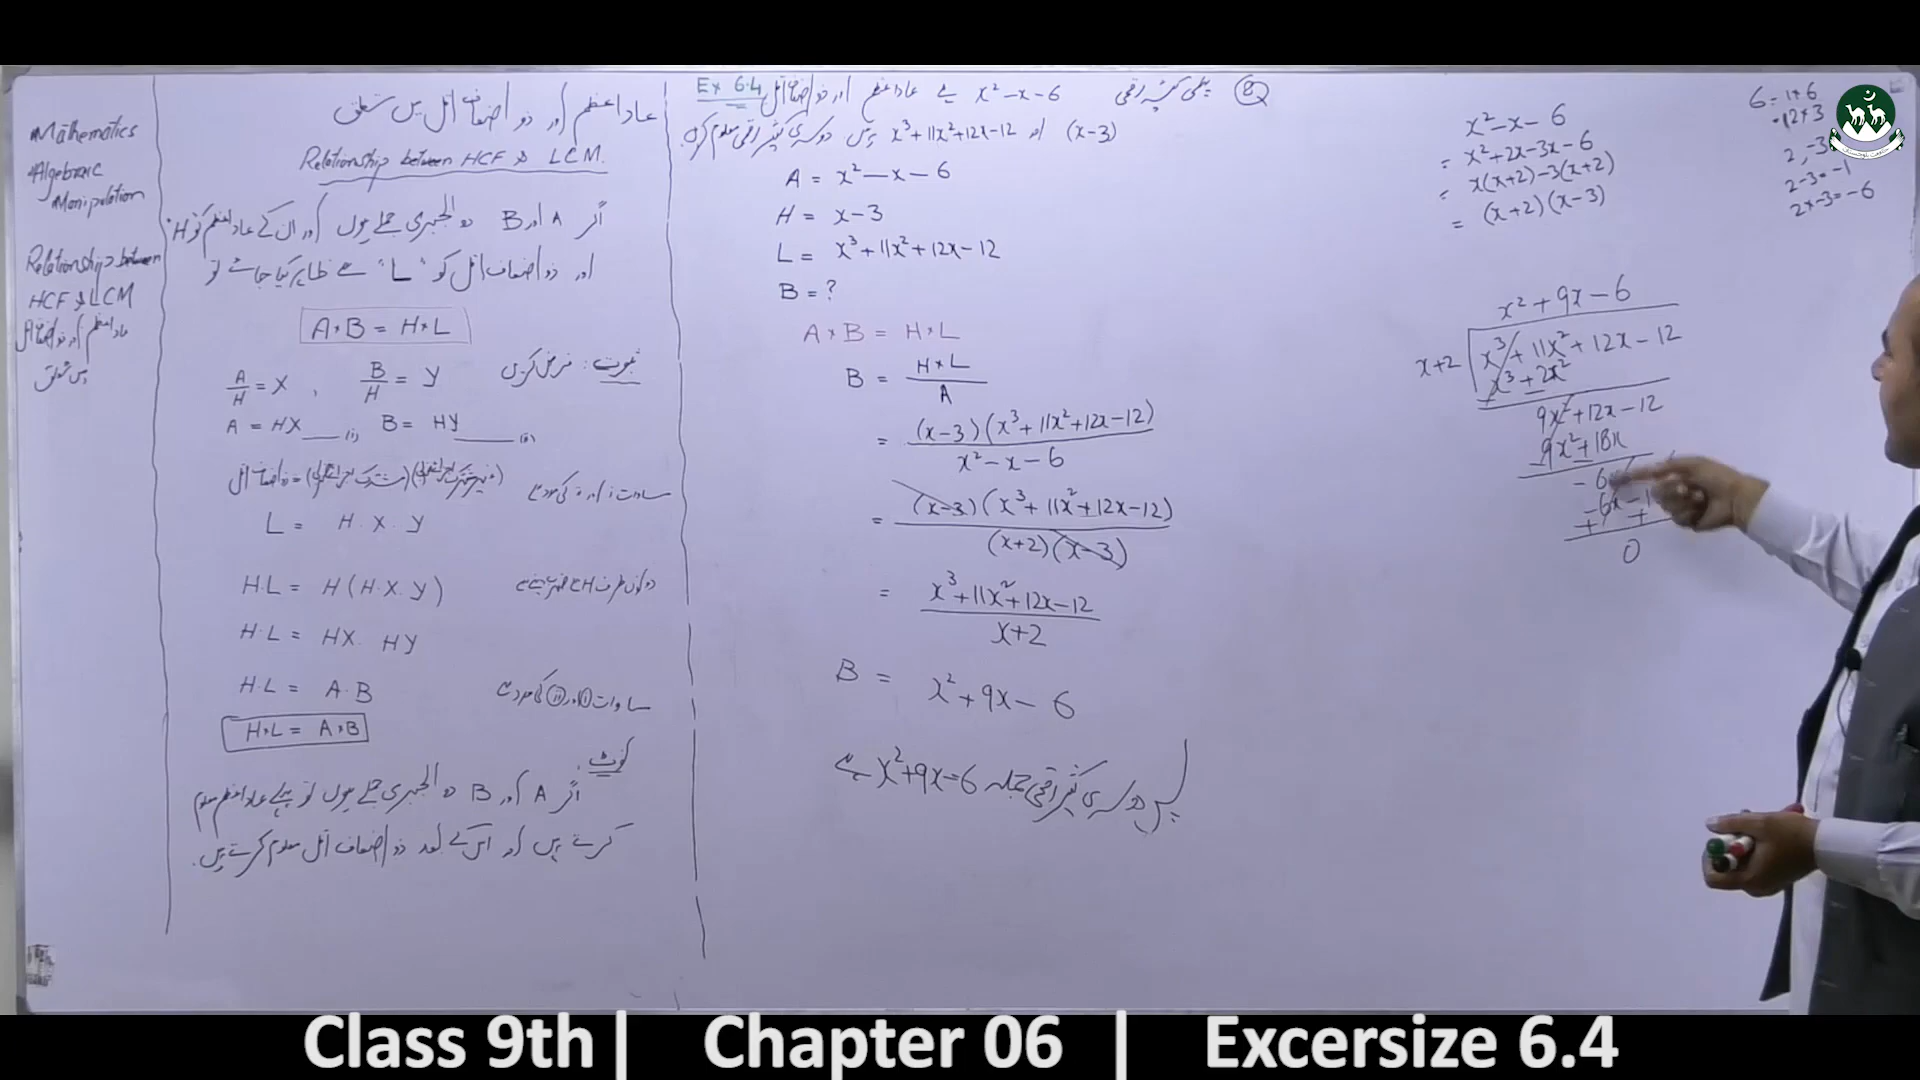 Mathematics
Algebraic
Manipulation
Relationship between
HCF & LCM
عاد اعظم اور ذو اضعاف اقل میں تعلق
Relationship between HCF & LCM.
اگر A اور B دو الجبری جملے ہوں اور ان کے عاد اعظم کو H
اور ذو اضعاف اقل کو "L" سے ظاہر کیا جائے تو
A×B = H×L
ثبوت: فرض کریں
A/H = X , B/H = Y
A = HX ___(i) B = HY ___(ii)
L = H . X . Y
H.L = H (H. X. Y)
H.L = HX . HY
H.L = A . B
H×L = A×B
نوٹ:
اگر A اور B دو الجبری جملے ہوں تو پہلے عاد اعظم معلوم
کرتے ہیں اور اس کے بعد ذو اضعاف اقل معلوم کرتے ہیں.
Ex 6.4
x² − x − 6
(x−3) اور x³+11x²+12x−12
A = x² − x − 6
H = x − 3
L = x³ + 11x² + 12x − 12
B = ?
A × B = H × L
B = H×L / A
= (x−3)(x³+11x²+12x−12) / x² − x − 6
= (x−3)(x³+11x²+12x−12) / (x+2)(x−3)
= x³+11x²+12x−12 / x+2
B = x² + 9x − 6
پس دوسری کثیر رقمی جملہ x²+9x−6 ہے
x² − x − 6
= x²+2x−3x−6
= x(x+2)−3(x+2)
= (x+2)(x−3)
2−3=−1
2×−3=−6
x² + 9x − 6
x+2 x³ + 11x² + 12x − 12
x³ + 2x²
9x² + 12x − 12
9x² + 18x
0
Class 9th | Chapter 06 | Excersize 6.4